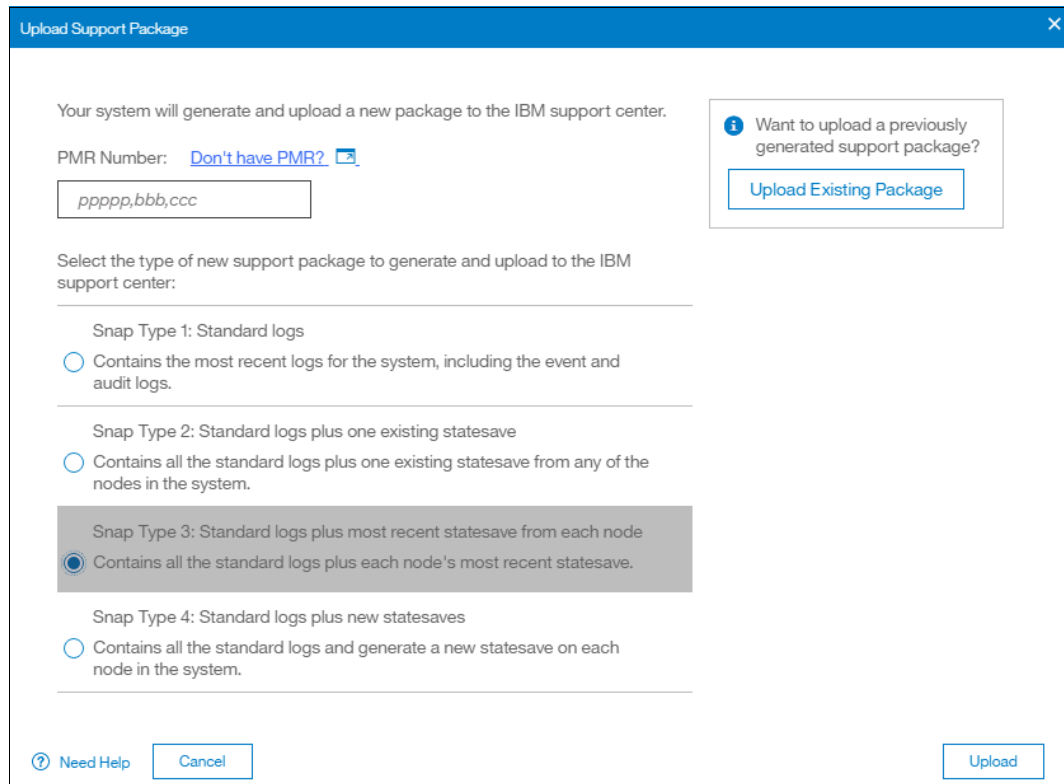 Upload Support Package
Your system will generate and upload a new package to the IBM support center.
PMR Number: Don't have PMR?
ppppp,bbb,ccc
Select the type of new support package to generate and upload to the IBM
support center:
Snap Type 1: Standard logs
Contains the most recent logs for the system, including the event and
audit logs.
Snap Type 2: Standard logs plus one existing statesave
Contains all the standard logs plus one existing statesave from any of the
nodes in the system.
Snap Type 3: Standard logs plus most recent statesave from each node
Contains all the standard logs plus each node's most recent statesave.
Snap Type 4: Standard logs plus new statesaves
Contains all the standard logs and generate a new statesave on each
node in the system.
Want to upload a previously
generated support package?
Upload Existing Package
Need Help
Cancel
Upload